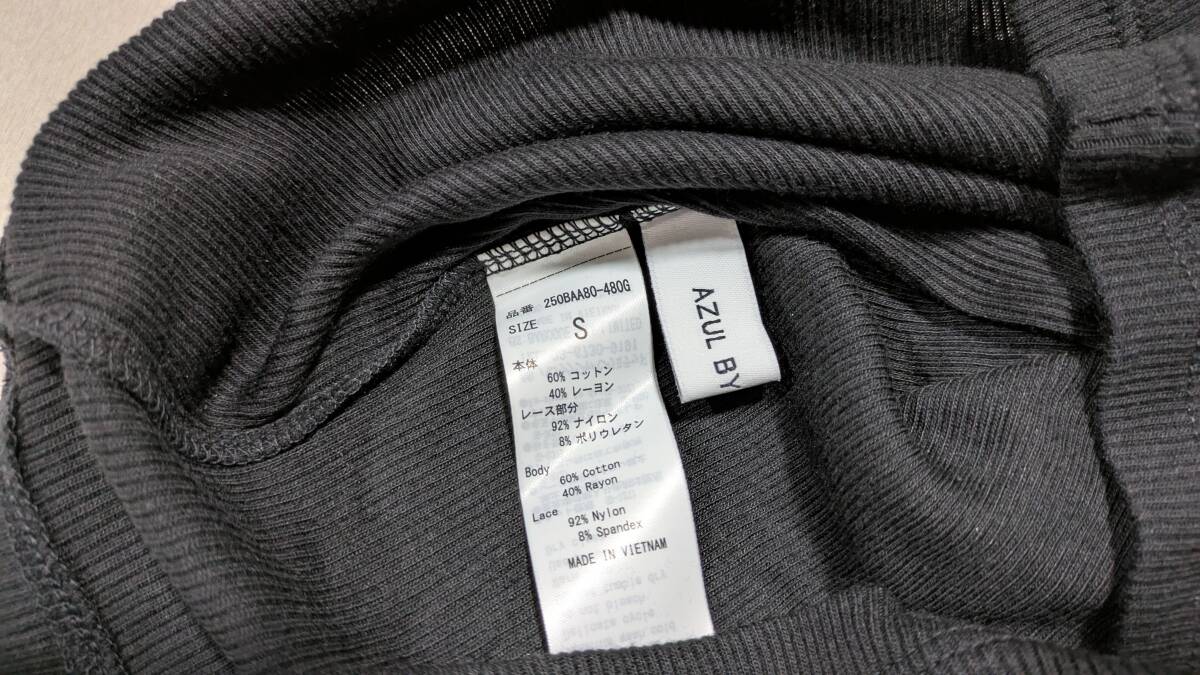 品番 250BAA80-480G
SIZE S
本体
60% コットン
40% レーヨン
レース部分
92% ナイロン
8% ポリウレタン
Body
60% Cotton
40% Rayon
Lace
92% Nylon
8% Spandex
MADE IN VIETNAM
AZUL BY